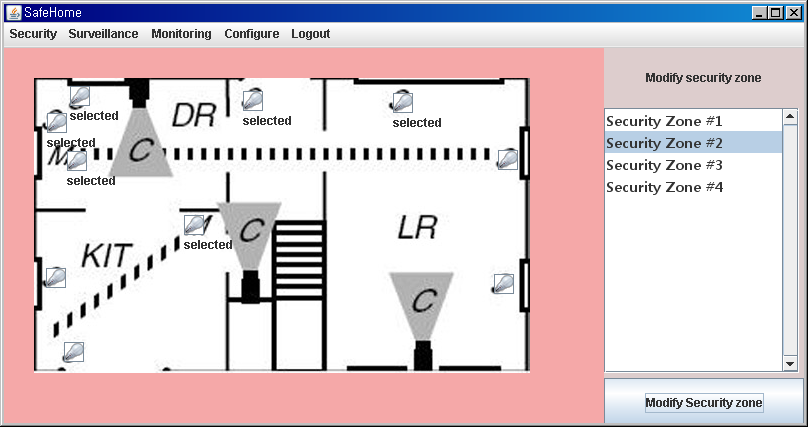 SafeHome
Security Surveillance Monitoring Configure Logout
Modify security zone
selected
DR
selected
selected
selected
M
C
selected
selected
KIT
C
LR
C
Security Zone #1
Security Zone #2
Security Zone #3
Security Zone #4
Modify Security zone